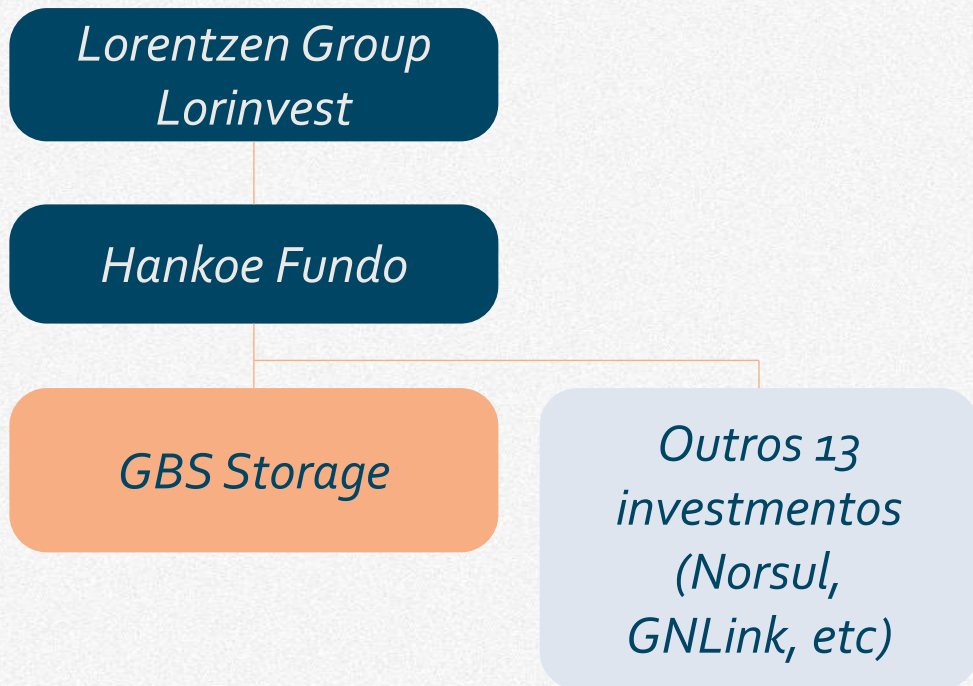 Lorentzen Group
Lorinvest
Hankoe Fundo
GBS Storage
Outros 13
investmentos
(Norsul,
GNLink, etc)